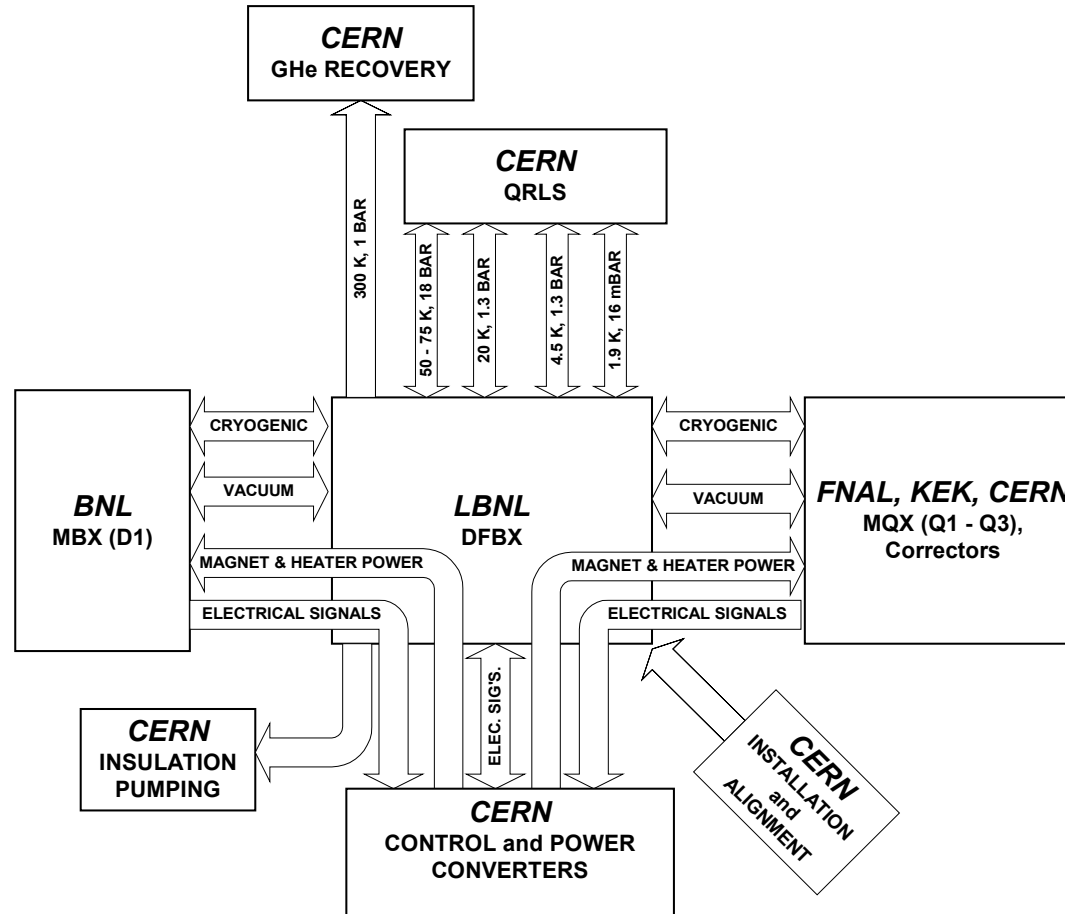 CERN
GHe RECOVERY
CERN
QRLS
300 K, 1 BAR
50 - 75 K, 18 BAR
20 K, 1.3 BAR
4.5 K, 1.3 BAR
1.9 K, 16 mBAR
CRYOGENIC
CRYOGENIC
VACUUM
VACUUM
BNL
MBX (D1)
LBNL
DFBX
FNAL, KEK, CERN
MQX (Q1 - Q3),
Correctors
MAGNET & HEATER POWER
MAGNET & HEATER POWER
ELECTRICAL SIGNALS
ELECTRICAL SIGNALS
ELEC. SIG'S.
CERN
INSULATION
PUMPING
CERN
INSTALLATION
and
ALIGNMENT
CERN
CONTROL and POWER
CONVERTERS